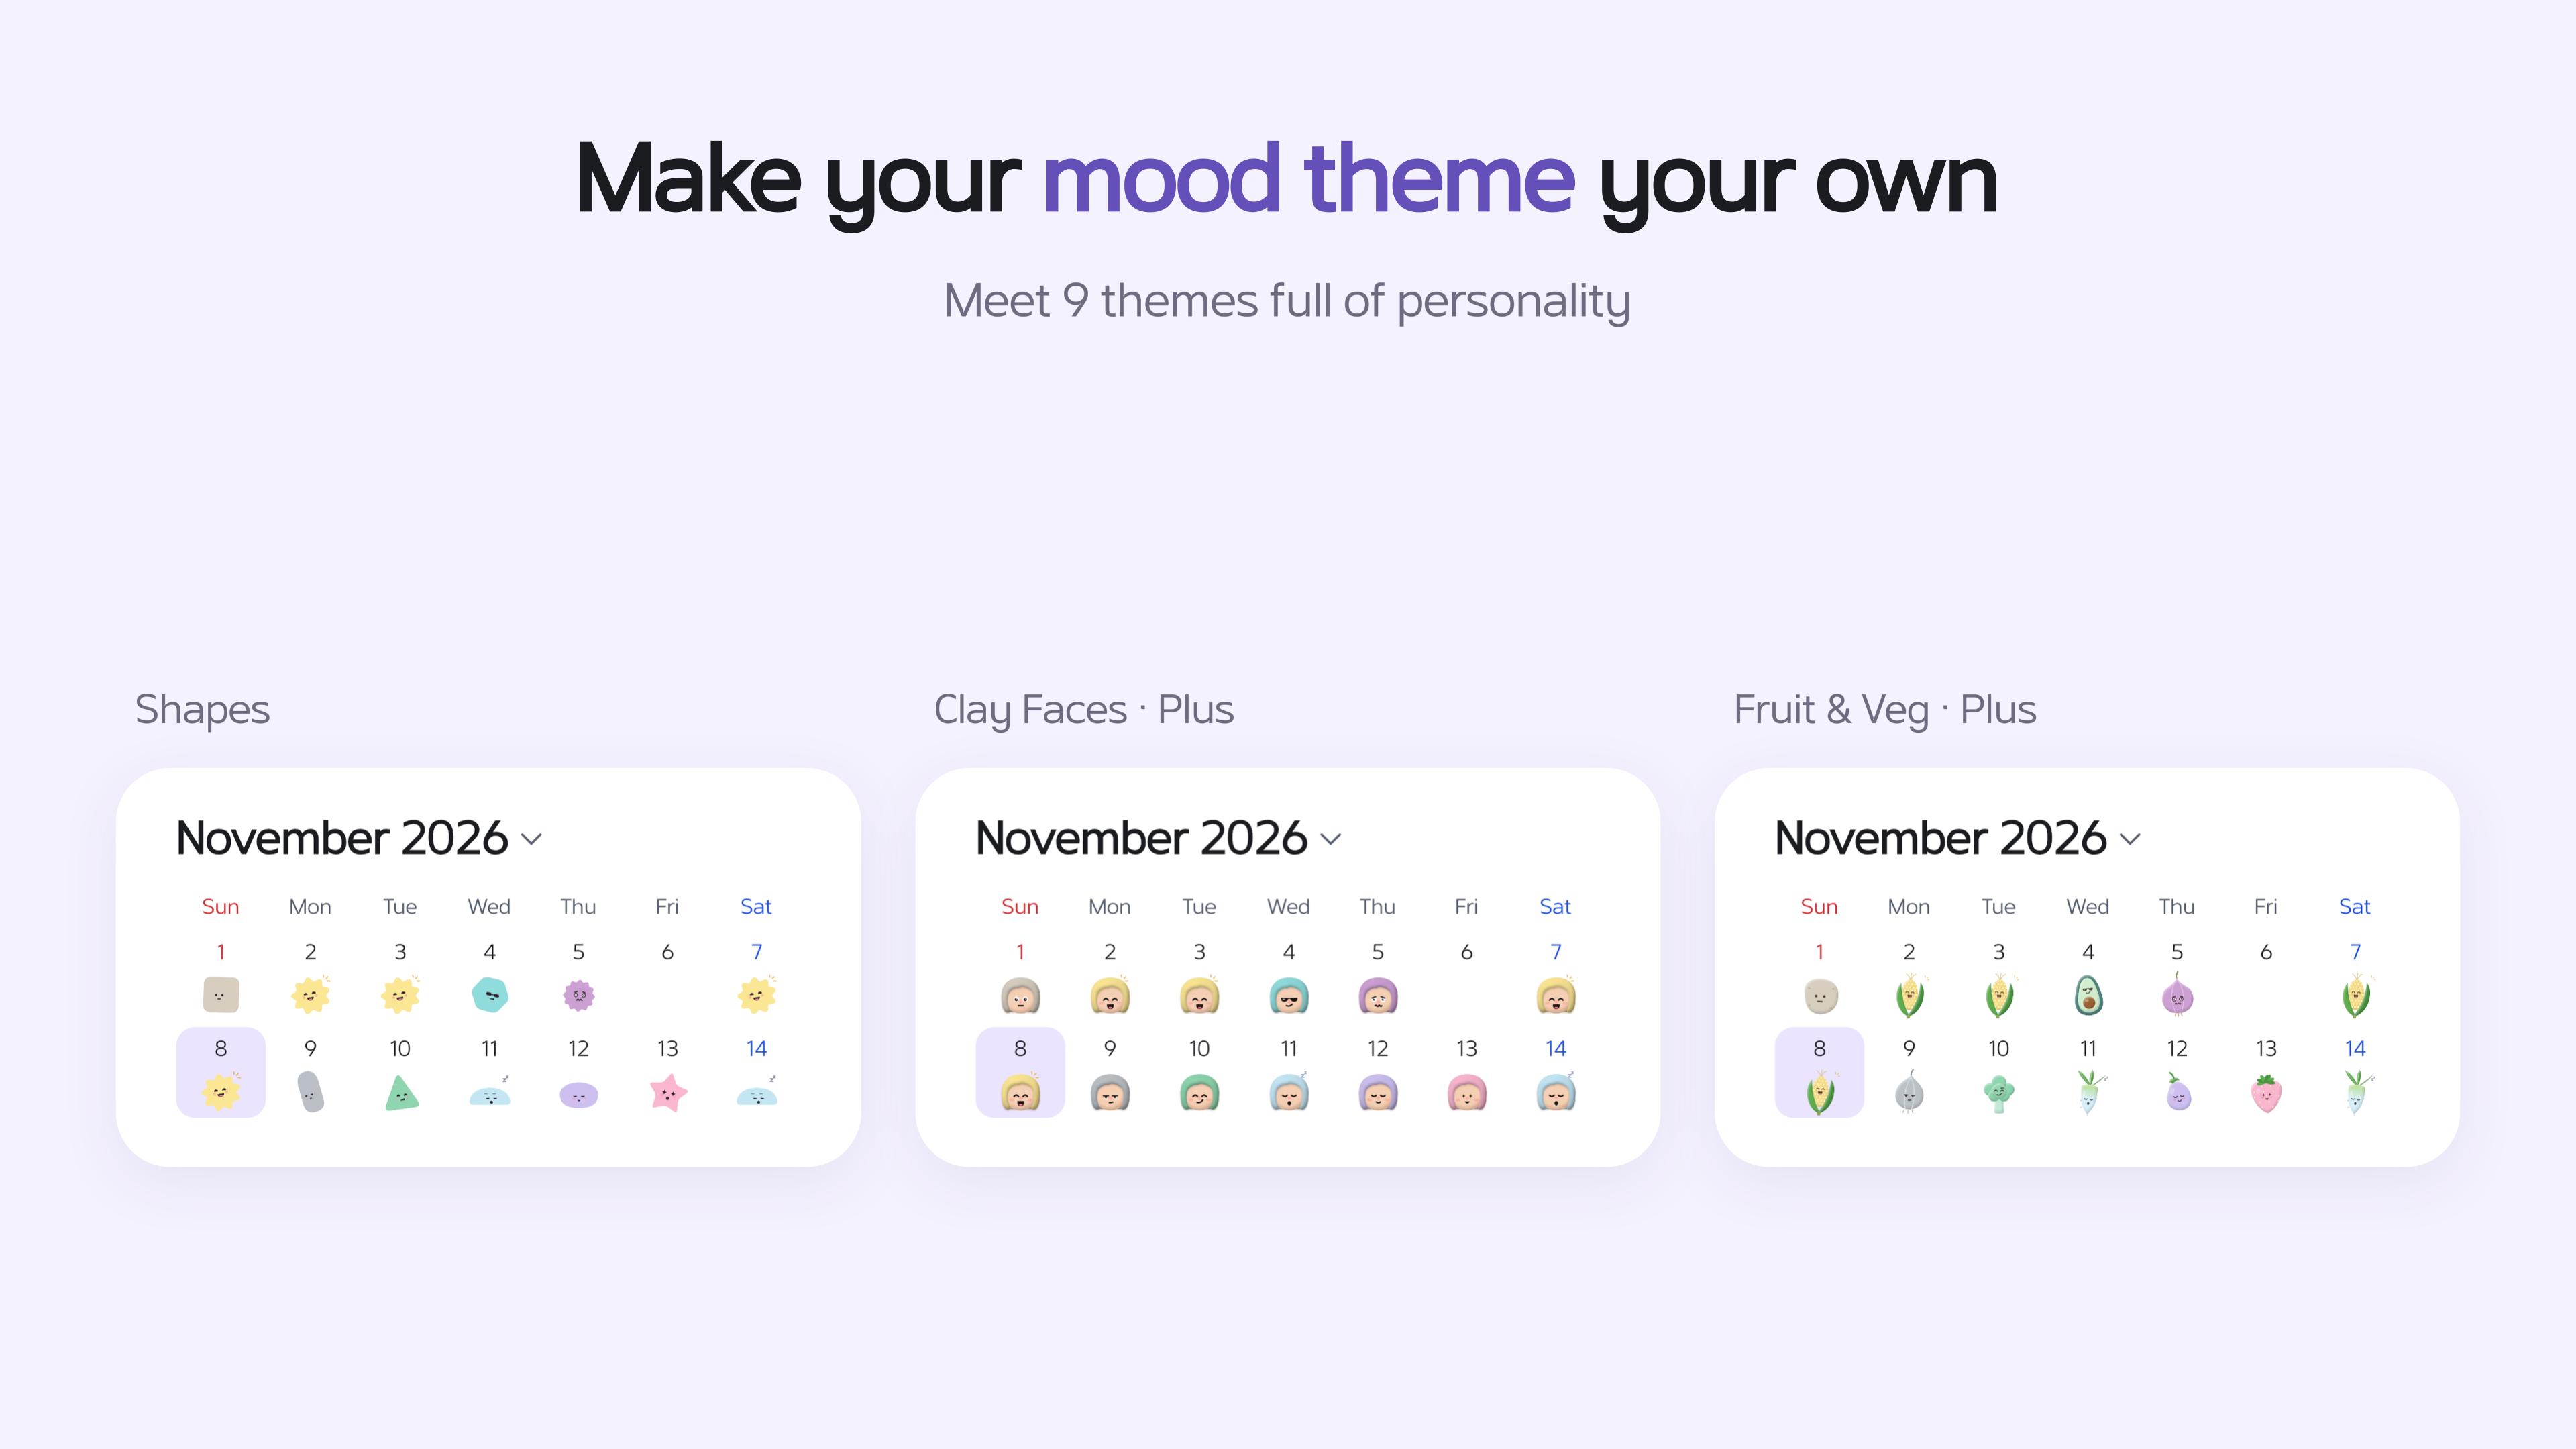 Make your mood theme your own
Meet 9 themes full of personality
Shapes
November 2026
Sun Mon Tue Wed Thu Fri Sat
1 2 3 4 5 6 7
8 9 10 11 12 13 14
Clay Faces · Plus
November 2026
Sun Mon Tue Wed Thu Fri Sat
1 2 3 4 5 6 7
8 9 10 11 12 13 14
Fruit & Veg · Plus
November 2026
Sun Mon Tue Wed Thu Fri Sat
1 2 3 4 5 6 7
8 9 10 11 12 13 14